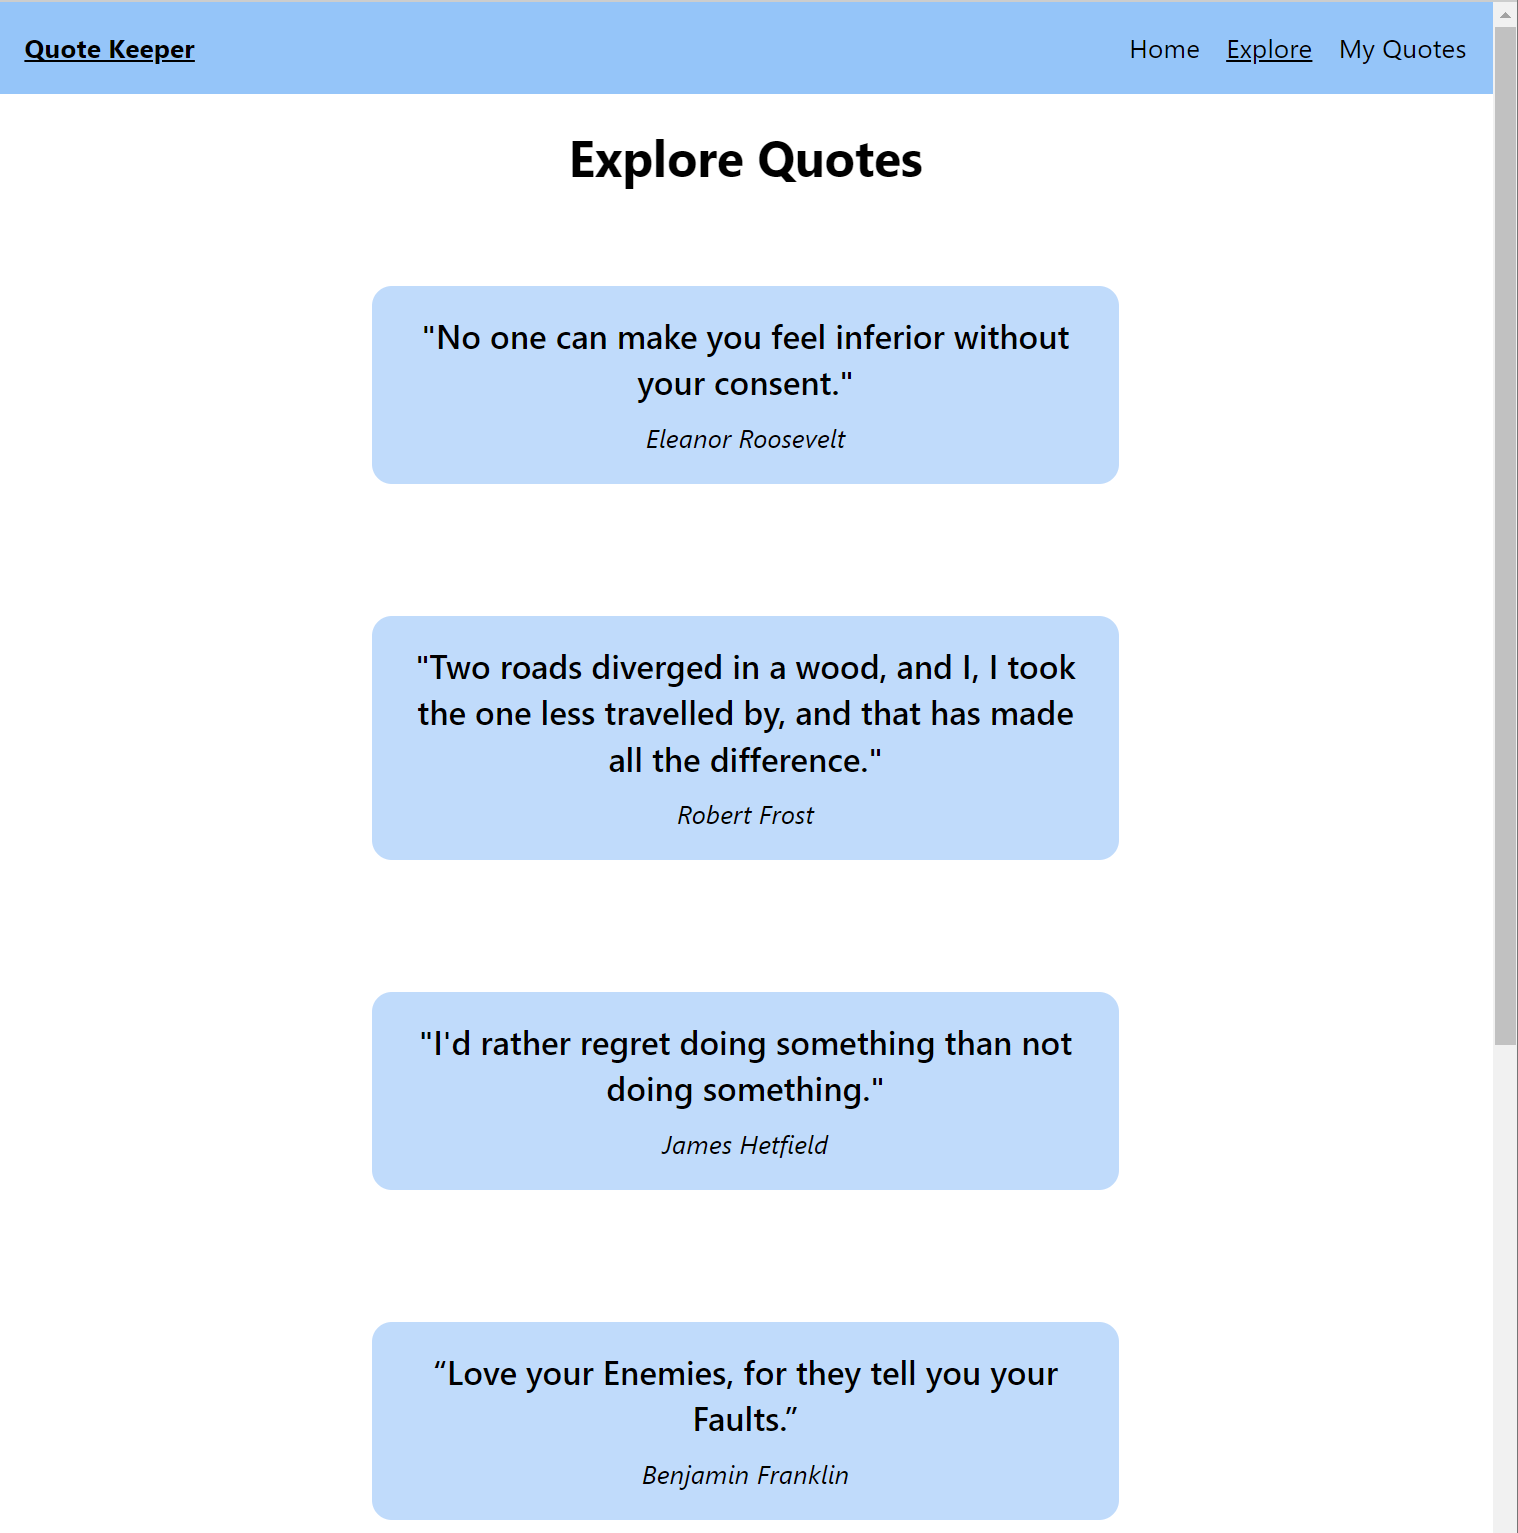 Quote Keeper
Home Explore My Quotes
Explore Quotes
"No one can make you feel inferior without
your consent."
Eleanor Roosevelt
"Two roads diverged in a wood, and I, I took
the one less travelled by, and that has made
all the difference."
Robert Frost
"I'd rather regret doing something than not
doing something."
James Hetfield
“Love your Enemies, for they tell you your
Faults.”
Benjamin Franklin